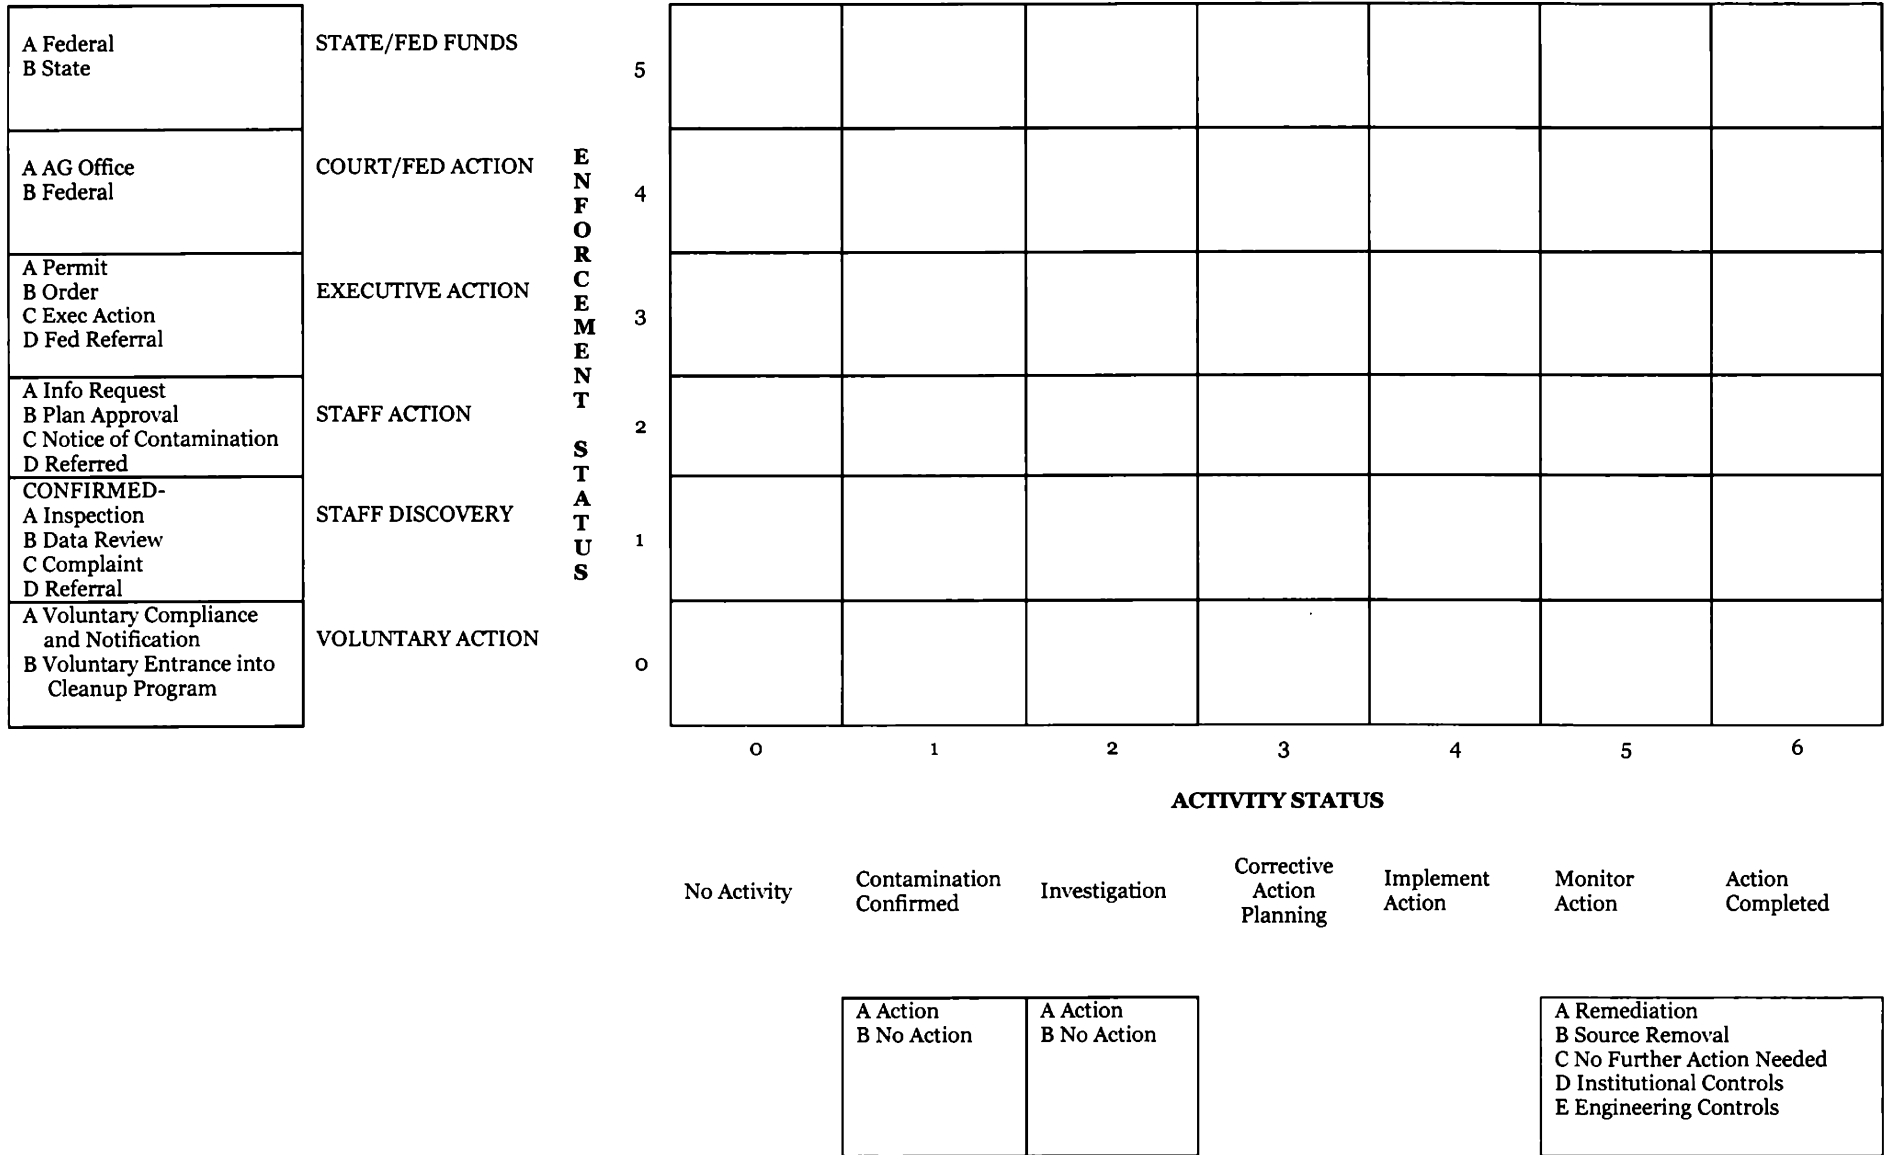 A Federal
B State
STATE/FED FUNDS
5
A AG Office
B Federal
COURT/FED ACTION
4
A Permit
B Order
C Exec Action
D Fed Referral
EXECUTIVE ACTION
3
A Info Request
B Plan Approval
C Notice of Contamination
D Referred
STAFF ACTION
2
CONFIRMED-
A Inspection
B Data Review
C Complaint
D Referral
STAFF DISCOVERY
1
A Voluntary Compliance
and Notification
B Voluntary Entrance into
Cleanup Program
VOLUNTARY ACTION
0
ENFORCEMENT STATUS
0 1 2 3 4 5 6
ACTIVITY STATUS
No Activity
Contamination
Confirmed
Investigation
Corrective
Action
Planning
Implement
Action
Monitor
Action
Action
Completed
A Action
B No Action
A Action
B No Action
A Remediation
B Source Removal
C No Further Action Needed
D Institutional Controls
E Engineering Controls